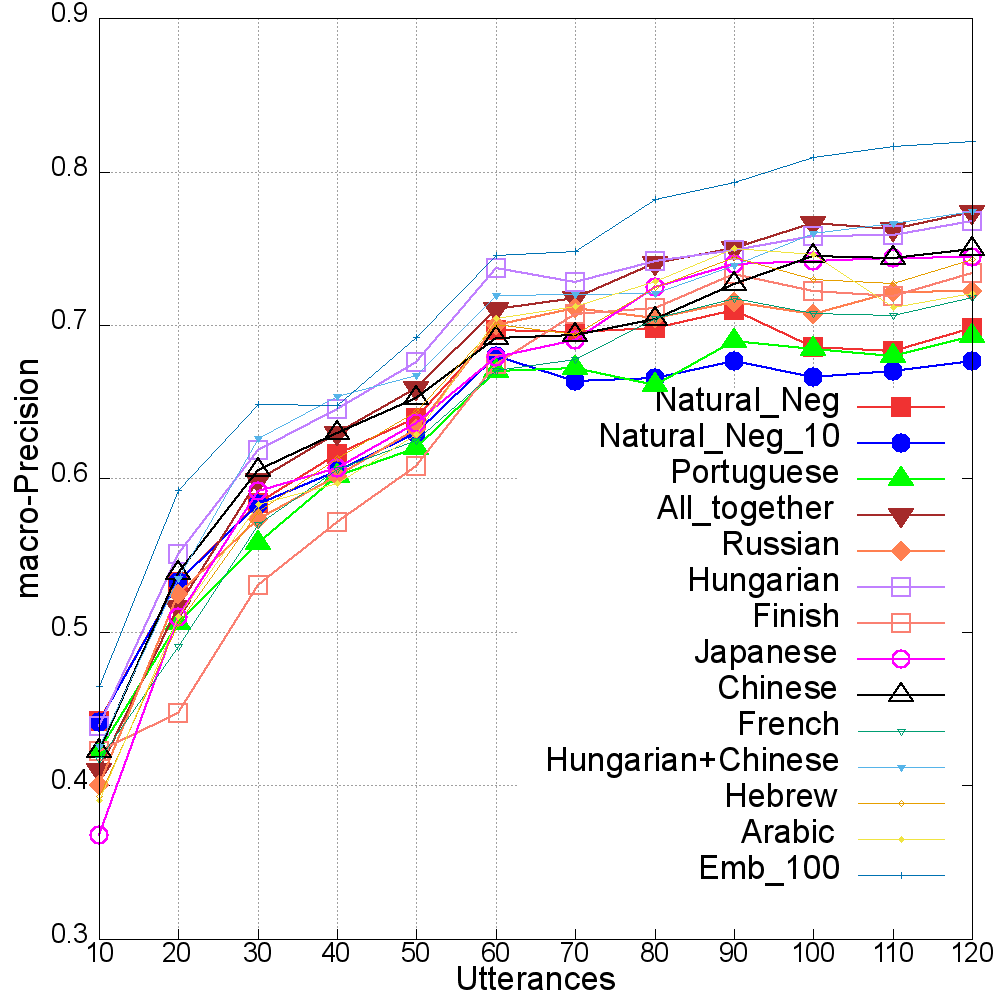 0.9
0.8
0.7
0.6
0.5
0.4
0.3
macro-Precision
Natural_Neg
Natural_Neg_10
Portuguese
All_together
Russian
Hungarian
Finish
Japanese
Chinese
French
Hungarian+Chinese
Hebrew
Arabic
Emb_100
10 20 30 40 50 60 70 80 90 100 110 120
Utterances